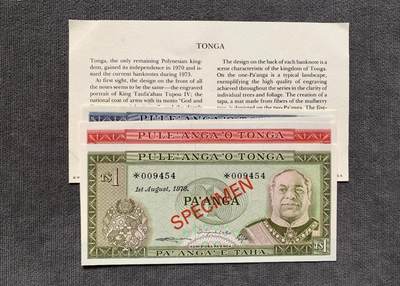 TONGA
Tonga, the only remaining Polynesian king-
dom, gained its independence in 1970 and is-
sued the current banknotes during 1973.
At first sight, the design on the front of all
the notes seems to be the same—the engraved
portrait of King Taufa'ahau Tupou IV; the
national coat of arms with its motto "God and
The design on the back of each banknote is a
scene characteristic of the kingdom of Tonga.
On the one-Pa'anga is a typical landscape,
exemplifying the high quality of engraving
achieved throughout the series in the clarity of
individual trees and foliage. The creation of a
tapa, a mat made from fibers of the mulberry
PULE'ANGA 'O TONGA
PULE'ANGA 'O TONGA
PULE'ANGA 'O TONGA
T$1
*009454
*009454
1st August, 1978.
PA'ANGA
SPECIMEN
PA'ANGA E TAHA
T$1